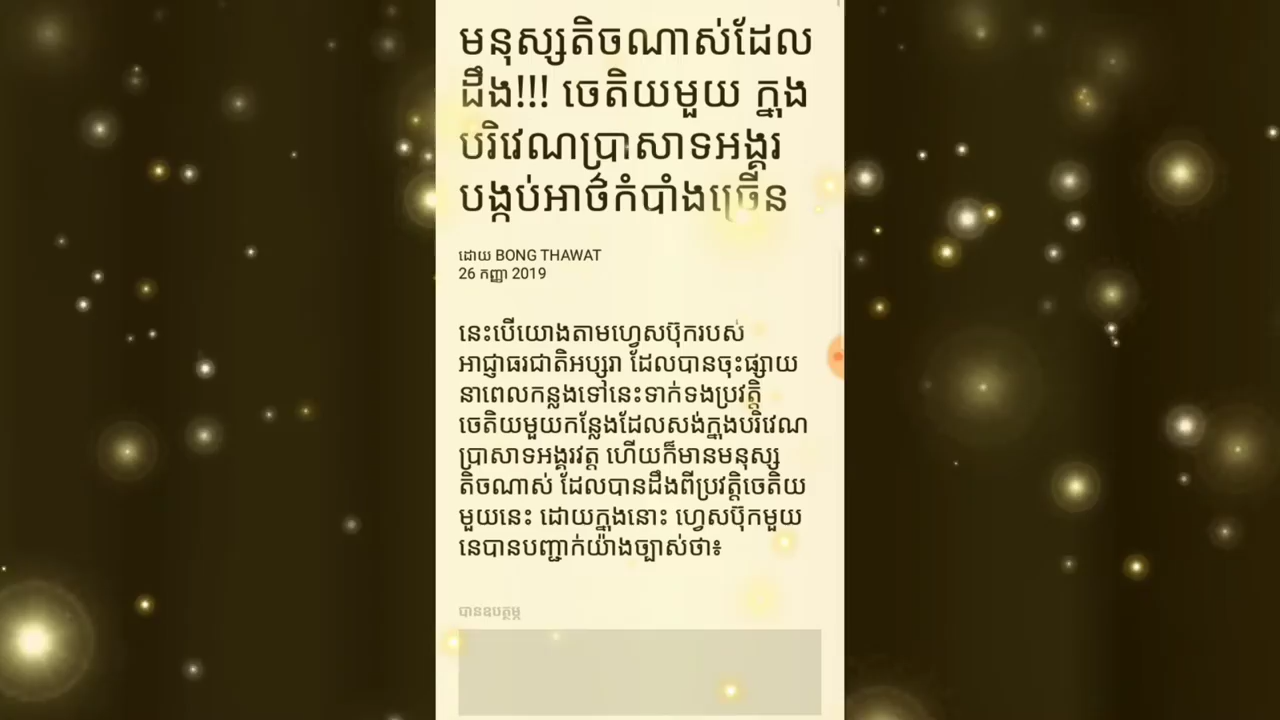 មនុស្សតិចណាស់ដែល
ដឹង!!! ចេតិយមួយ ក្នុង
បរិវេណប្រាសាទអង្គរ
បង្កប់អាថ៌កំបាំងច្រើន
ដោយ BONG THAWAT
26 កញ្ញា 2019
នេះបើយោងតាមហ្វេសប៊ុករបស់
អាជ្ញាធរជាតិអប្សរា ដែលបានចុះផ្សាយ
នាពេលកន្លងទៅនេះទាក់ទងប្រវត្តិ
ចេតិយមួយកន្លែងដែលសង់ក្នុងបរិវេណ
ប្រាសាទអង្គរវត្ត ហើយក៏មានមនុស្ស
តិចណាស់ ដែលបានដឹងពីប្រវត្តិចេតិយ
មួយនេះ ដោយក្នុងនោះ ហ្វេសប៊ុកមួយ
នេបានបញ្ជាក់យ៉ាងច្បាស់ថា៖
បានឧបត្ថម្ភ